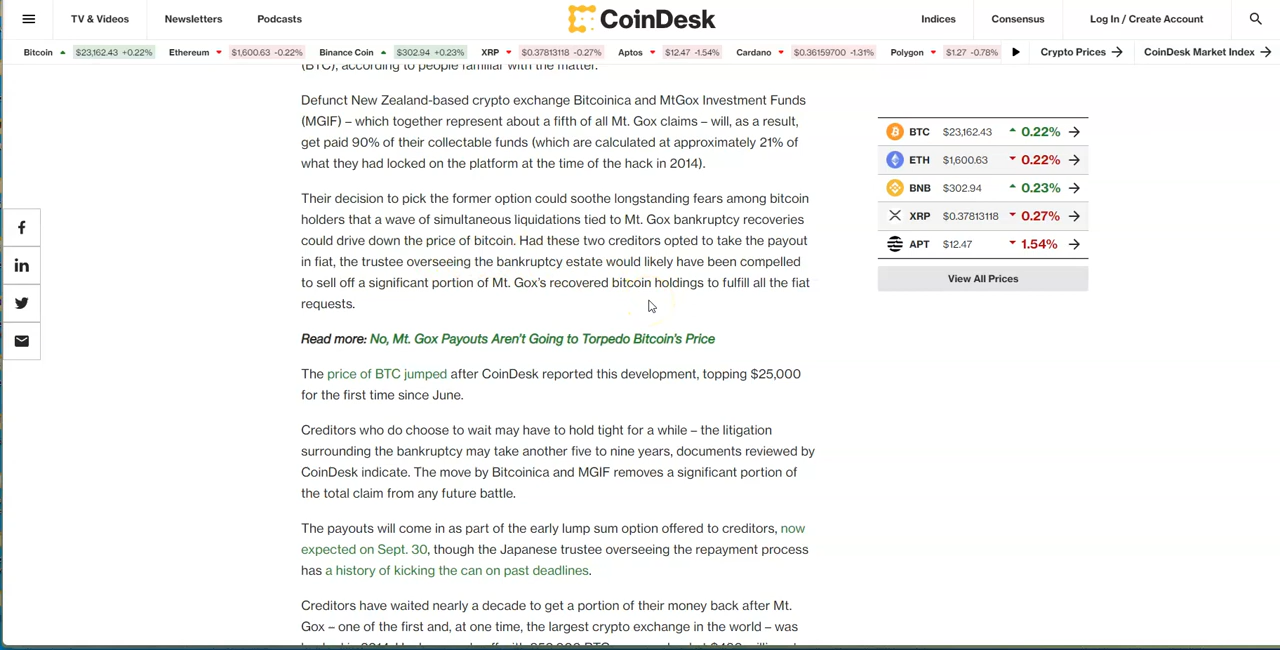 TV & Videos
Newsletters
Podcasts
CoinDesk
Indices
Consensus
Log In / Create Account
Bitcoin $23,162.43 +0.22% Ethereum $1,600.63 -0.22% Binance Coin $302.94 +0.23% XRP $0.37813118 -0.27% Aptos $12.47 -1.54% Cardano $0.36159700 -1.31% Polygon $1.27 -0.78% Crypto Prices CoinDesk Market Index
(BTC), according to people familiar with the matter.
Defunct New Zealand-based crypto exchange Bitcoinica and MtGox Investment Funds
(MGIF) – which together represent about a fifth of all Mt. Gox claims – will, as a result,
get paid 90% of their collectable funds (which are calculated at approximately 21% of
what they had locked on the platform at the time of the hack in 2014).
Their decision to pick the former option could soothe longstanding fears among bitcoin
holders that a wave of simultaneous liquidations tied to Mt. Gox bankruptcy recoveries
could drive down the price of bitcoin. Had these two creditors opted to take the payout
in fiat, the trustee overseeing the bankruptcy estate would likely have been compelled
to sell off a significant portion of Mt. Gox's recovered bitcoin holdings to fulfill all the fiat
requests.
Read more: No, Mt. Gox Payouts Aren't Going to Torpedo Bitcoin's Price
The price of BTC jumped after CoinDesk reported this development, topping $25,000
for the first time since June.
Creditors who do choose to wait may have to hold tight for a while – the litigation
surrounding the bankruptcy may take another five to nine years, documents reviewed by
CoinDesk indicate. The move by Bitcoinica and MGIF removes a significant portion of
the total claim from any future battle.
The payouts will come in as part of the early lump sum option offered to creditors, now
expected on Sept. 30, though the Japanese trustee overseeing the repayment process
has a history of kicking the can on past deadlines.
Creditors have waited nearly a decade to get a portion of their money back after Mt.
Gox – one of the first and, at one time, the largest crypto exchange in the world – was
BTC $23,162.43 0.22%
ETH $1,600.63 0.22%
BNB $302.94 0.23%
XRP $0.37813118 0.27%
APT $12.47 1.54%
View All Prices